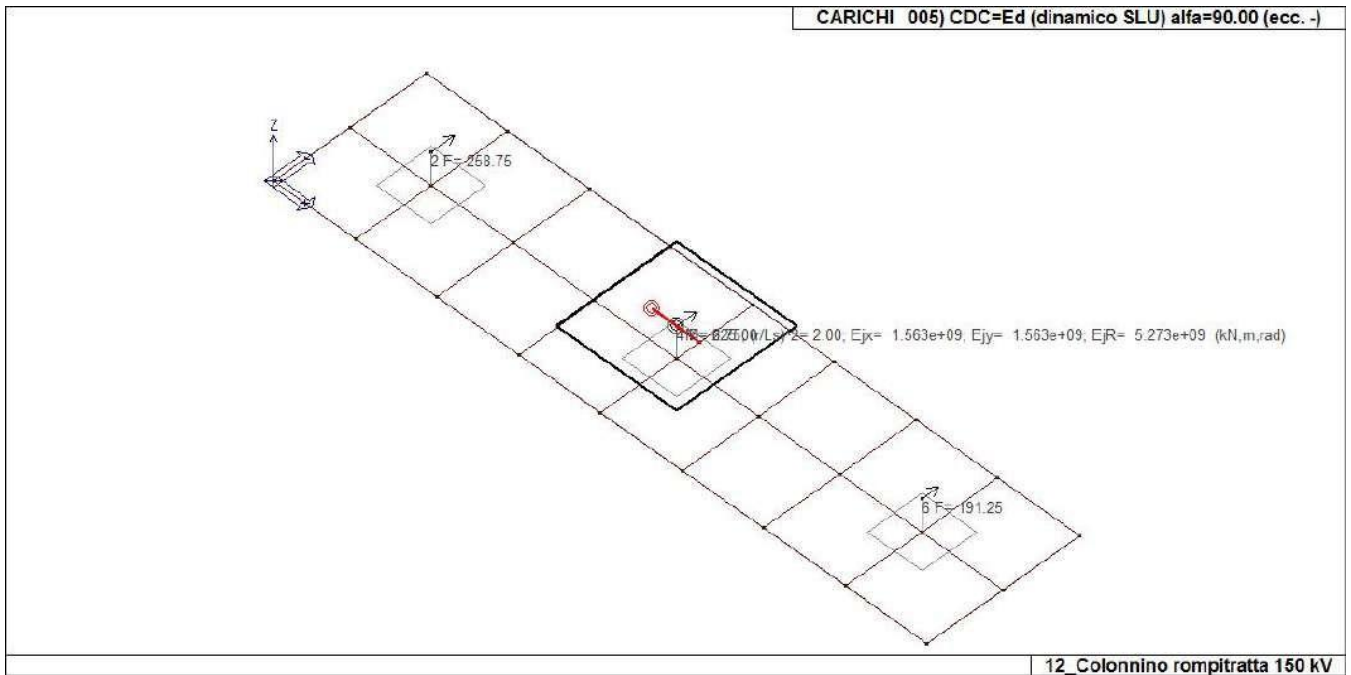 CARICHI 005) CDC=Ed (dinamico SLU) alfa=90.00 (ecc. -)
Z
2 F= 258.75
2= 2.00; Ejx= 1.563e+09; Ejy= 1.563e+09; EjR= 5.273e+09 (kN,m,rad)
6 F= 191.25
12_Colonnino rompitratta 150 kV